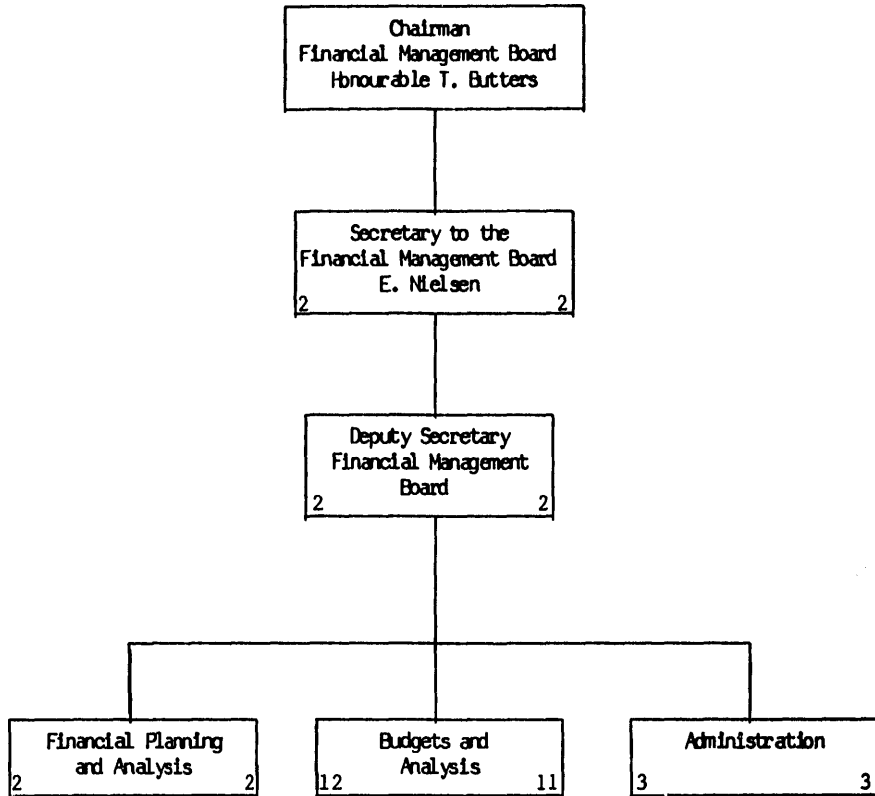 Chairman
Financial Management Board
Honourable T. Butters
Secretary to the
Financial Management Board
E. Nielsen
2 2
Deputy Secretary
Financial Management
Board
2 2
Financial Planning
and Analysis
2 2
Budgets and
Analysis
12 11
Administration
3 3